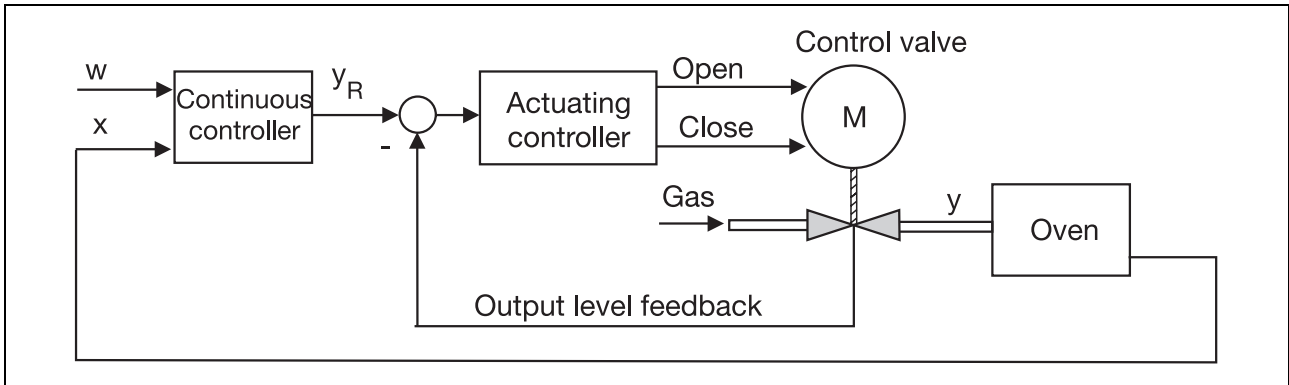 Control valve
w
x
Continuous
controller
y_R
-
Actuating
controller
Open
Close
M
Gas
y
Oven
Output level feedback